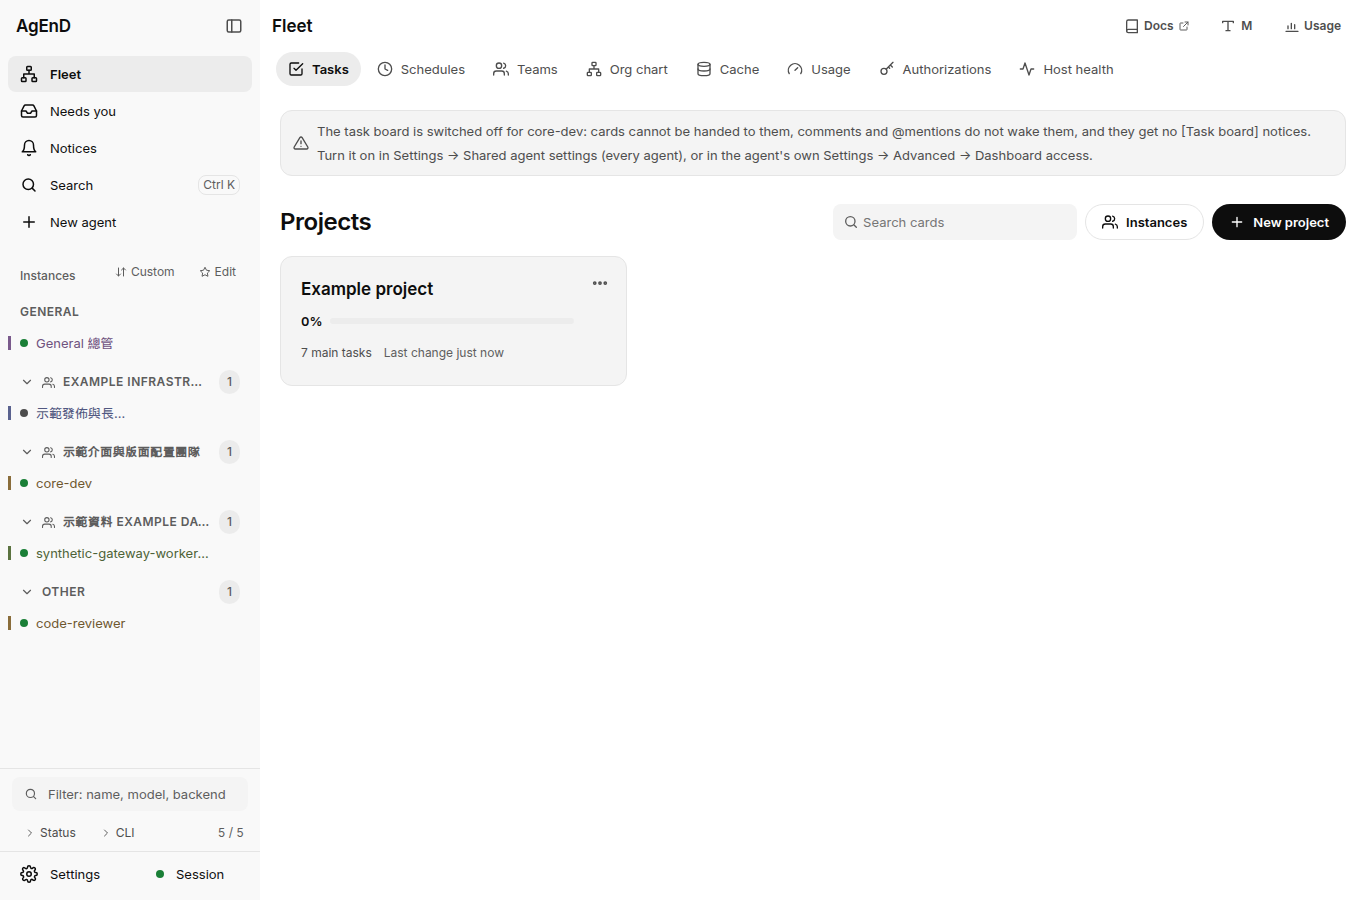 AgEnD
Fleet
Needs you
Notices
Search Ctrl K
New agent
Instances Custom Edit
GENERAL
General 總管
EXAMPLE INFRASTR... 1
示範發佈與長...
示範介面與版面配置團隊 1
core-dev
示範資料 EXAMPLE DA... 1
synthetic-gateway-worker...
OTHER 1
code-reviewer
Filter: name, model, backend
Status CLI 5 / 5
Settings Session
Fleet Docs M Usage
Tasks Schedules Teams Org chart Cache Usage Authorizations Host health
The task board is switched off for core-dev: cards cannot be handed to them, comments and @mentions do not wake them, and they get no [Task board] notices.
Turn it on in Settings → Shared agent settings (every agent), or in the agent's own Settings → Advanced → Dashboard access.
Projects Search cards Instances New project
Example project
0%
7 main tasks Last change just now